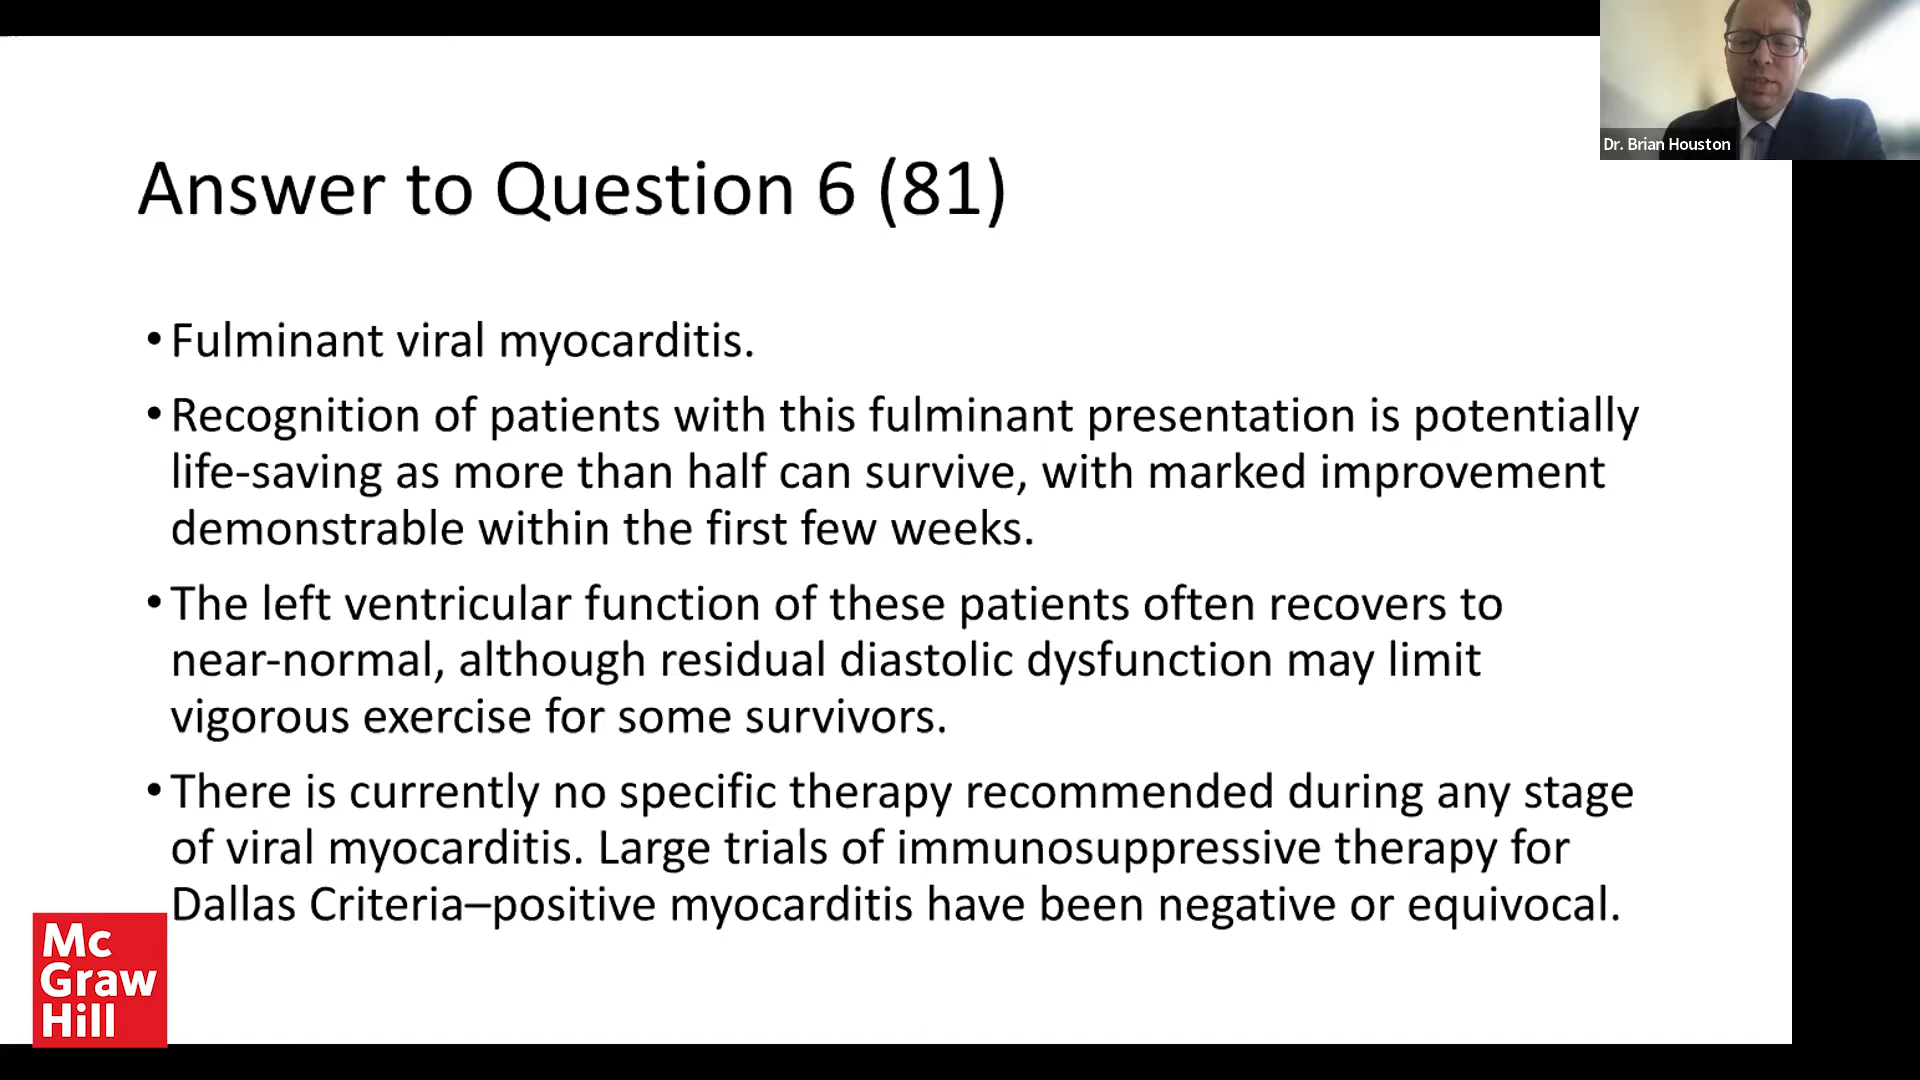 Dr. Brian Houston
Answer to Question 6 (81)
•Fulminant viral myocarditis.
•Recognition of patients with this fulminant presentation is potentially
life-saving as more than half can survive, with marked improvement
demonstrable within the first few weeks.
•The left ventricular function of these patients often recovers to
near-normal, although residual diastolic dysfunction may limit
vigorous exercise for some survivors.
•There is currently no specific therapy recommended during any stage
of viral myocarditis. Large trials of immunosuppressive therapy for
Dallas Criteria–positive myocarditis have been negative or equivocal.
Mc
Graw
Hill